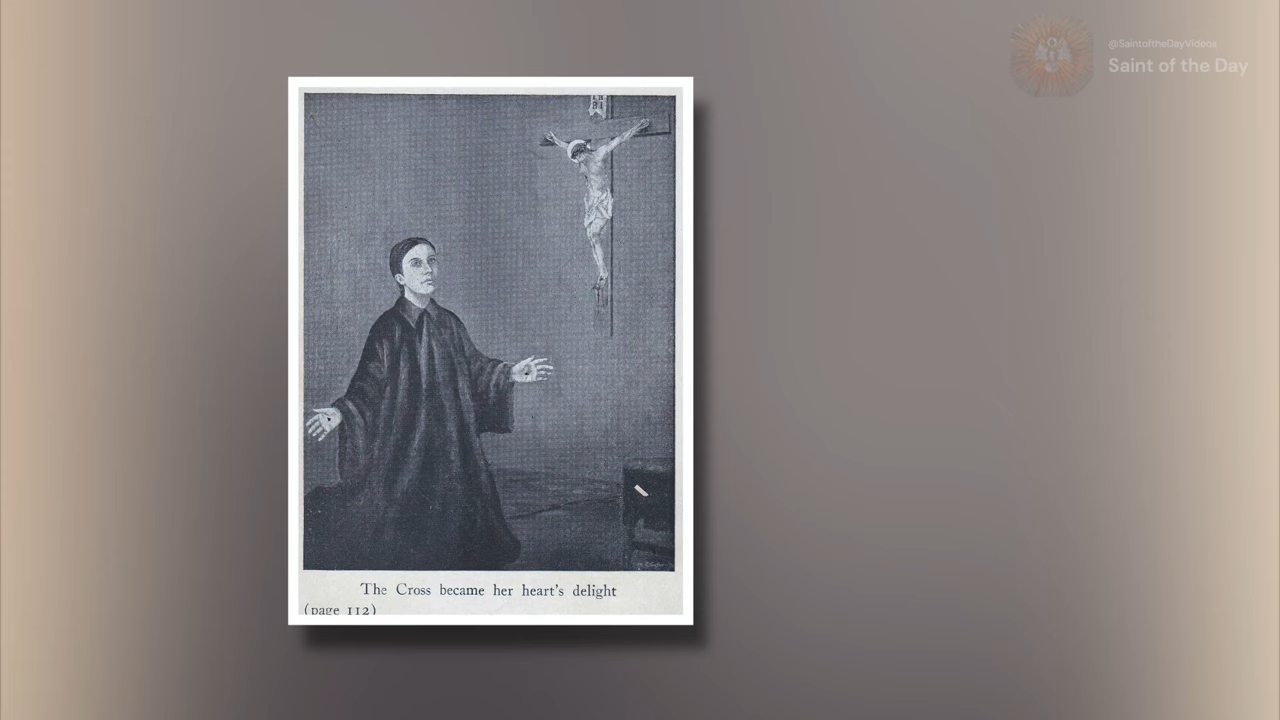 @SaintoftheDayVideos
Saint of the Day
The Cross became her heart's delight
(page 112)